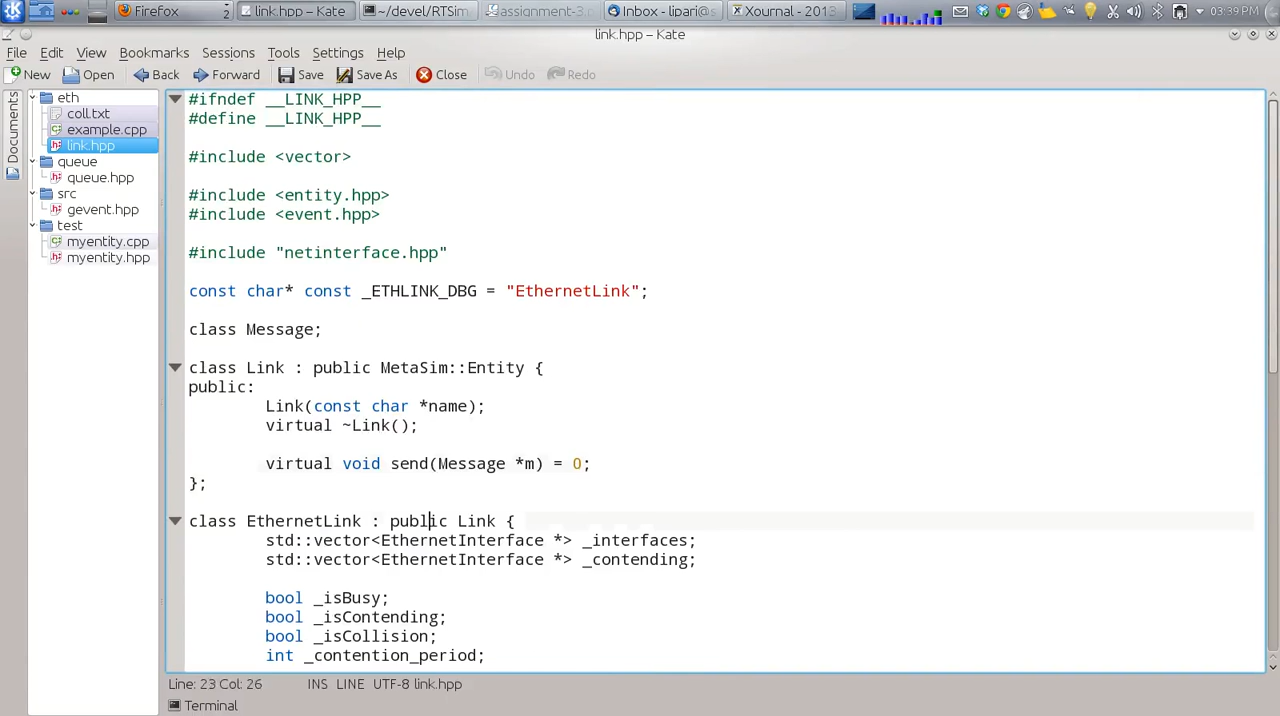 Firefox 2 link.hpp – Kate ~/devel/RTSim assignment-3. Inbox - lipari@ Xournal - 2013 03:39 PM
link.hpp – Kate
File Edit View Bookmarks Sessions Tools Settings Help
New Open Back Forward Save Save As Close Undo Redo
Documents
eth
coll.txt
example.cpp
link.hpp
queue
queue.hpp
src
gevent.hpp
test
myentity.cpp
myentity.hpp
#ifndef __LINK_HPP__
#define __LINK_HPP__
#include <vector>
#include <entity.hpp>
#include <event.hpp>
#include "netinterface.hpp"
const char* const _ETHLINK_DBG = "EthernetLink";
class Message;
class Link : public MetaSim::Entity {
public:
Link(const char *name);
virtual ~Link();
virtual void send(Message *m) = 0;
};
class EthernetLink : public Link {
std::vector<EthernetInterface *> _interfaces;
std::vector<EthernetInterface *> _contending;
bool _isBusy;
bool _isContending;
bool _isCollision;
int _contention_period;
Line: 23 Col: 26 INS LINE UTF-8 link.hpp
Terminal